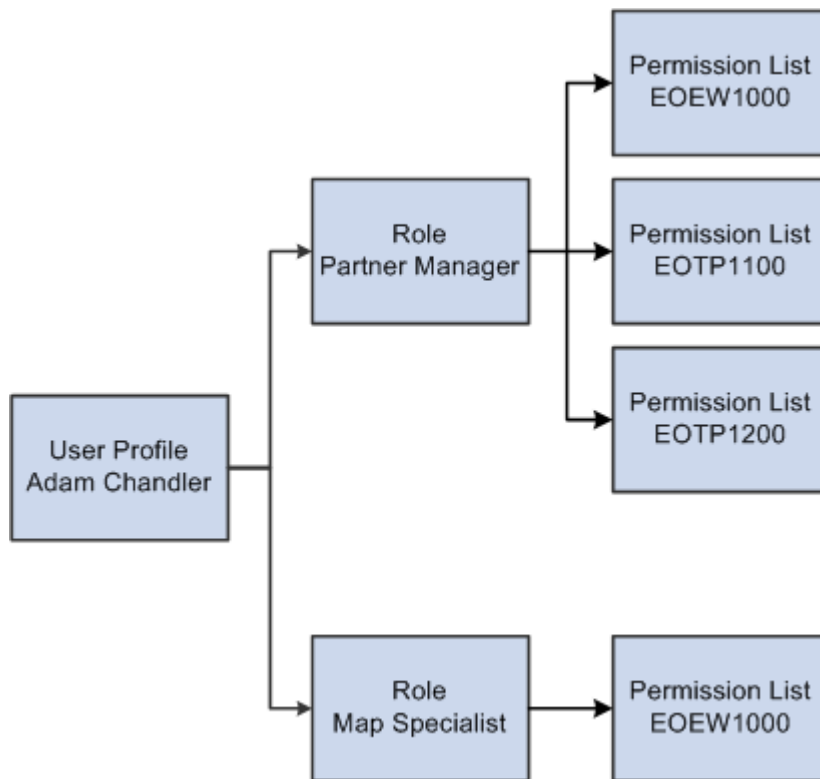 Permission List
EOEW1000
Role
Partner Manager
Permission List
EOTP1100
Permission List
EOTP1200
User Profile
Adam Chandler
Role
Map Specialist
Permission List
EOEW1000